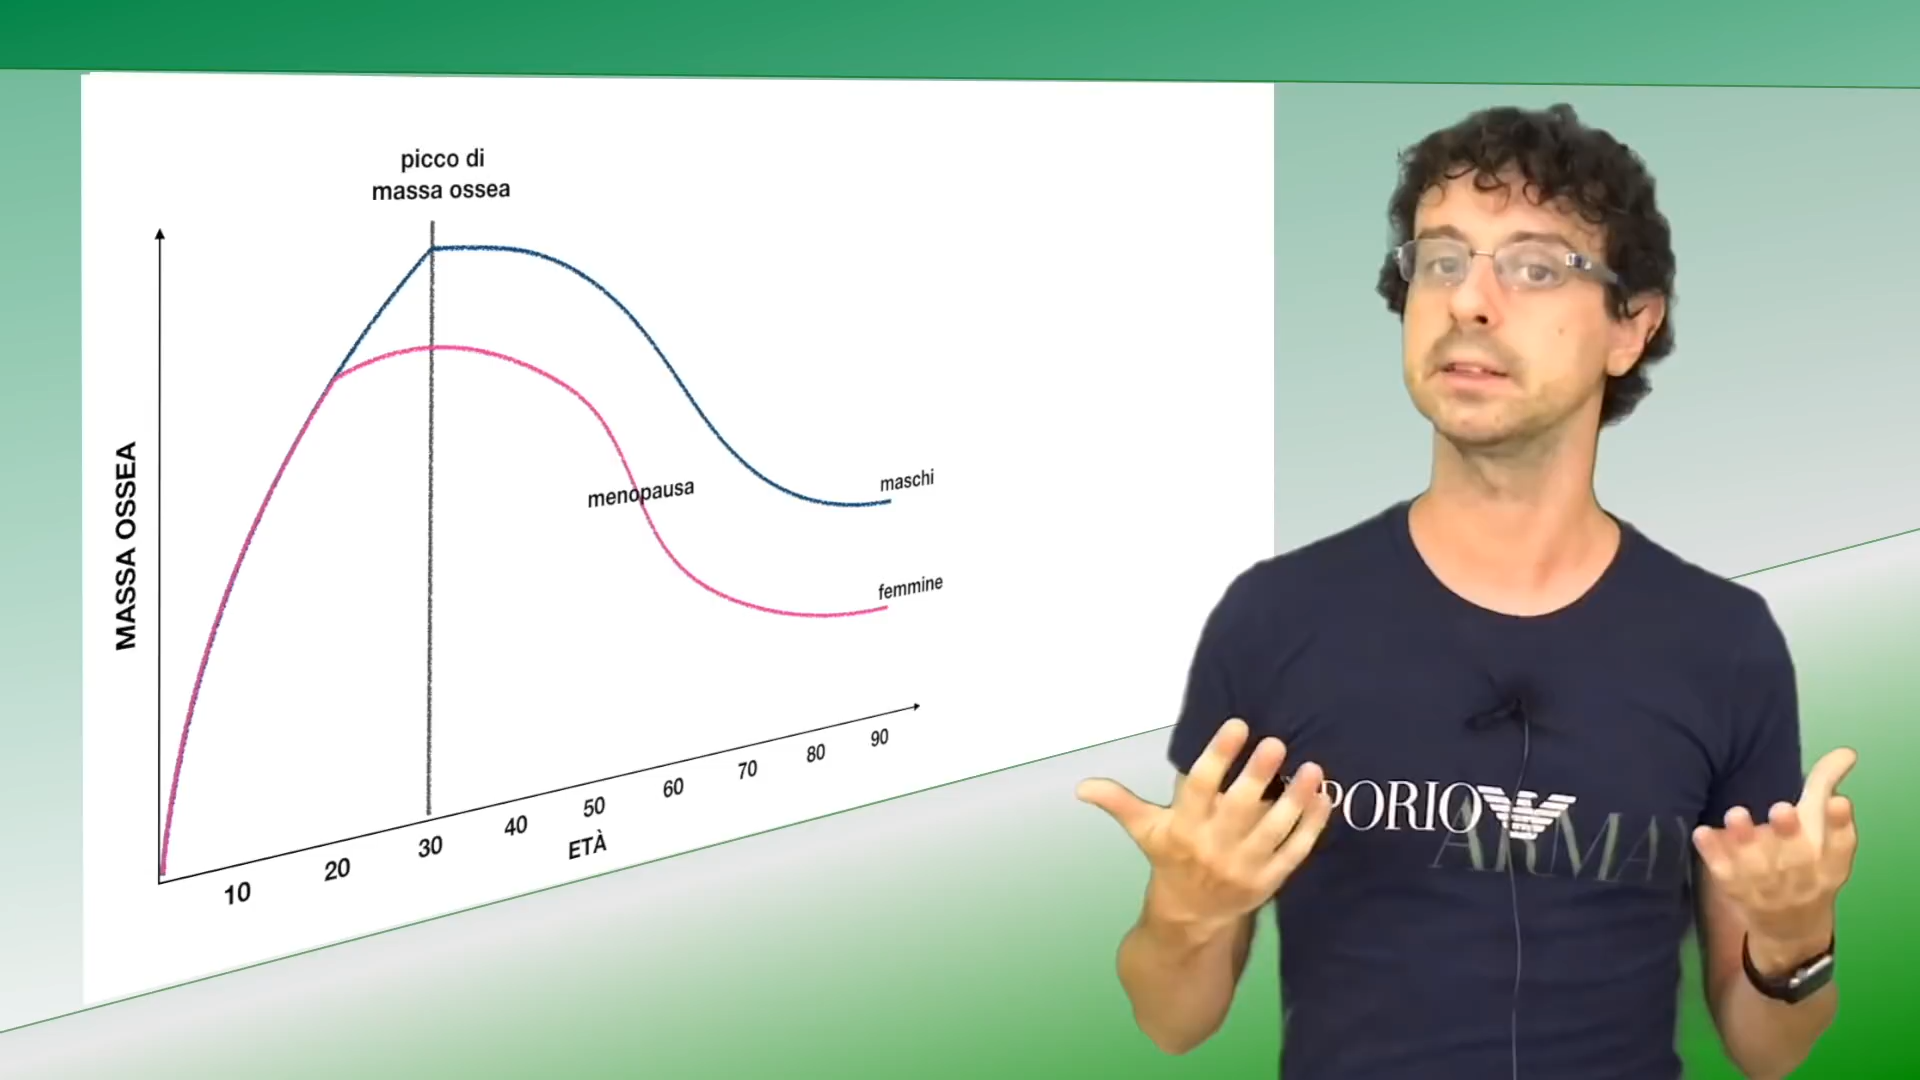 picco di
massa ossea
MASSA OSSEA
menopausa
maschi
femmine
10
20
30
40
50
60
70
80
90
ETÀ
PORIO
ARMA